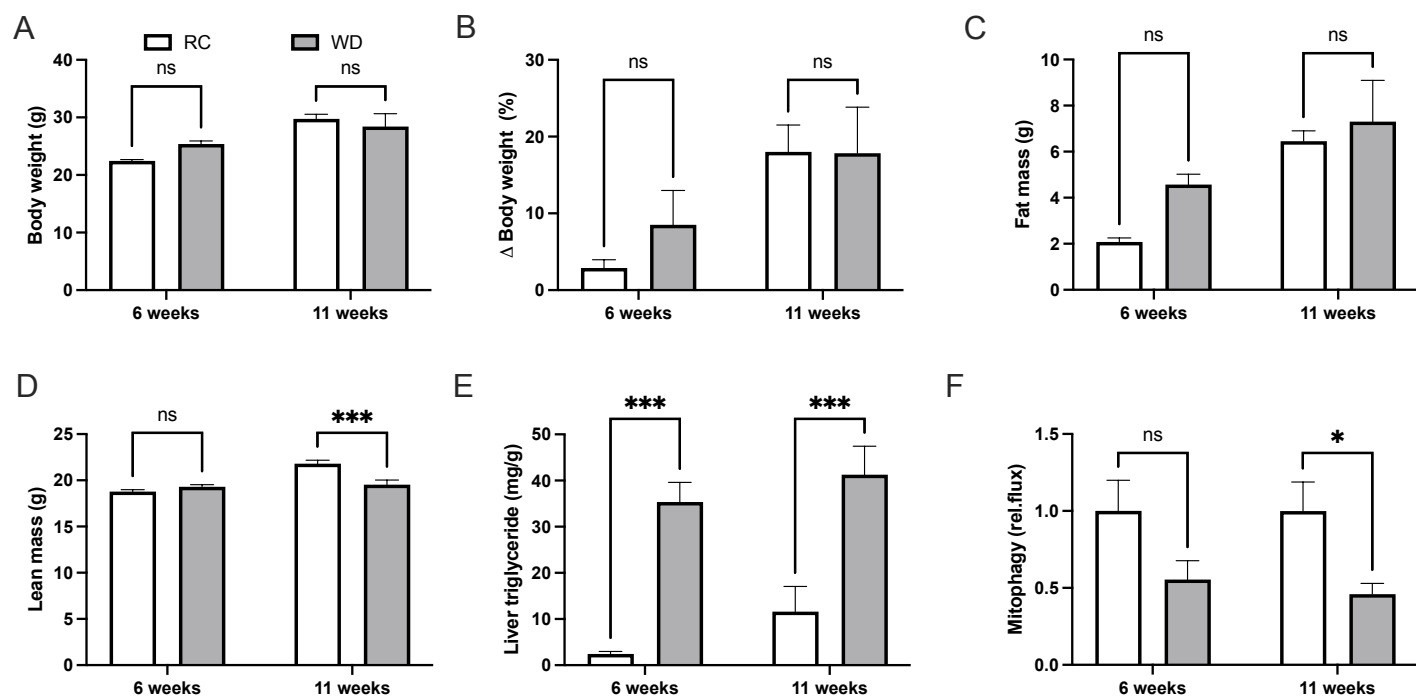 A
RC
WD
Body weight (g)
40
30
20
10
0
ns
ns
6 weeks
11 weeks
B
Δ Body weight (%)
30
20
10
0
ns
ns
6 weeks
11 weeks
C
Fat mass (g)
10
8
6
4
2
0
ns
ns
6 weeks
11 weeks
D
Lean mass (g)
25
20
15
10
5
0
ns
***
6 weeks
11 weeks
E
Liver triglyceride (mg/g)
50
40
30
20
10
0
***
***
6 weeks
11 weeks
F
Mitophagy (rel.flux)
1.5
1.0
0.5
0.0
ns
*
6 weeks
11 weeks